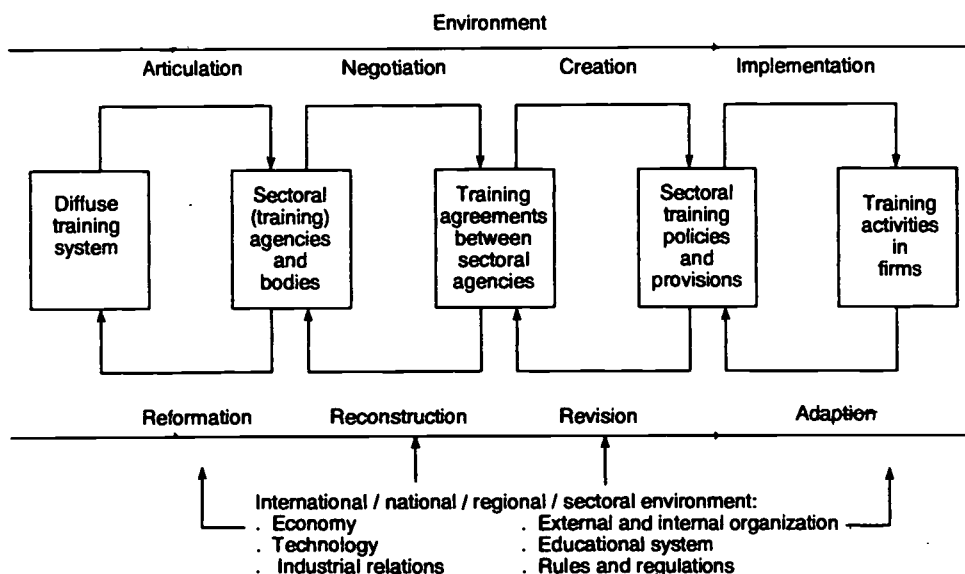 Environment
Articulation Negotiation Creation Implementation
Diffuse
training
system
Sectoral
(training)
agencies
and
bodies
Training
agreements
between
sectoral
agencies
Sectoral
training
policies
and
provisions
Training
activities
in
firms
Reformation Reconstruction Revision Adaption
International / national / regional / sectoral environment:
. Economy
. Technology
. Industrial relations
. External and internal organization
. Educational system
. Rules and regulations